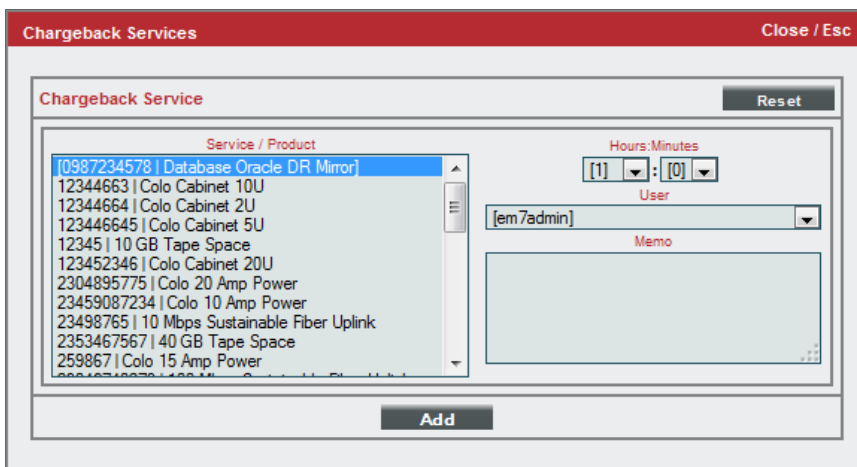 Chargeback Services
Close / Esc
Chargeback Service
Reset
Service / Product
[0987234578 | Database Oracle DR Mirror]
12344663 | Colo Cabinet 10U
12344664 | Colo Cabinet 2U
123446645 | Colo Cabinet 5U
12345 | 10 GB Tape Space
123452346 | Colo Cabinet 20U
2304895775 | Colo 20 Amp Power
23459087234 | Colo 10 Amp Power
23498765 | 10 Mbps Sustainable Fiber Uplink
2353467567 | 40 GB Tape Space
259867 | Colo 15 Amp Power
Hours:Minutes
[1] : [0]
User
[em7admin]
Memo
Add